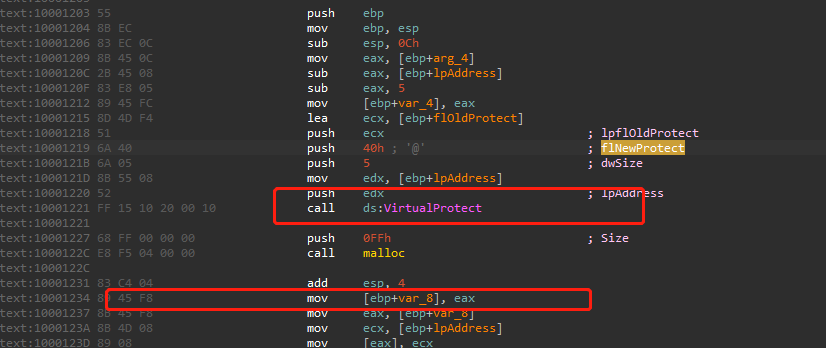 text:10001203 55 push ebp
text:10001204 8B EC mov ebp, esp
text:10001206 83 EC 0C sub esp, 0Ch
text:10001209 8B 45 0C mov eax, [ebp+arg_4]
text:1000120C 2B 45 08 sub eax, [ebp+lpAddress]
text:1000120F 83 E8 05 sub eax, 5
text:10001212 89 45 FC mov [ebp+var_4], eax
text:10001215 8D 4D F4 lea ecx, [ebp+flOldProtect]
text:10001218 51 push ecx ; lpflOldProtect
text:10001219 6A 40 push 40h ; '@' ; flNewProtect
text:1000121B 6A 05 push 5 ; dwSize
text:1000121D 8B 55 08 mov edx, [ebp+lpAddress]
text:10001220 52 push edx ; lpAddress
text:10001221 FF 15 10 20 00 10 call ds:VirtualProtect
text:10001221
text:10001227 68 FF 00 00 00 push 0FFh ; Size
text:1000122C E8 F5 04 00 00 call malloc
text:1000122C
text:10001231 83 C4 04 add esp, 4
text:10001234 89 45 F8 mov [ebp+var_8], eax
text:10001237 8B 45 F8 mov eax, [ebp+var_8]
text:1000123A 8B 4D 08 mov ecx, [ebp+lpAddress]
text:1000123D 89 08 mov [eax], ecx